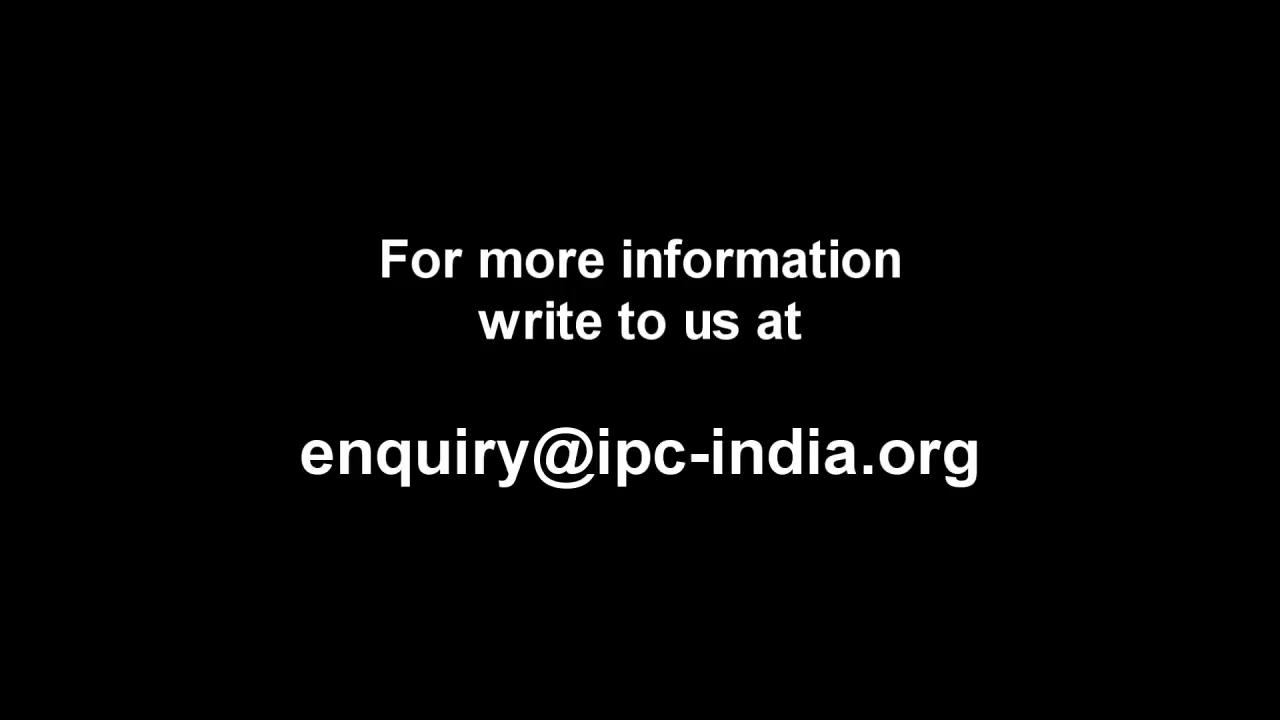 For more information
write to us at
enquiry@ipc-india.org